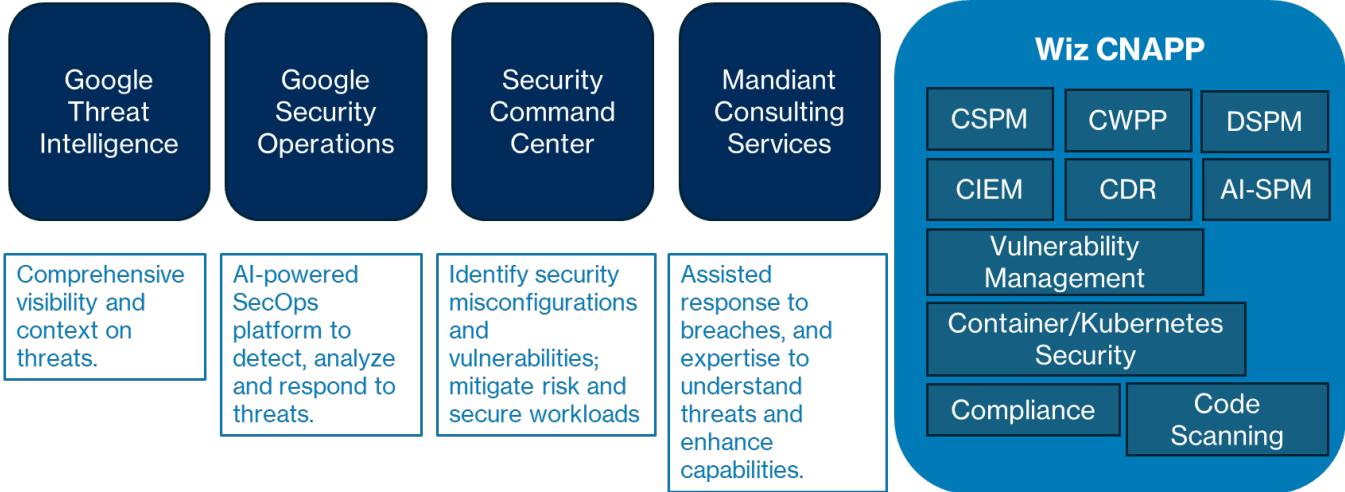 Google
Threat
Intelligence
Google
Security
Operations
Security
Command
Center
Mandiant
Consulting
Services
Comprehensive
visibility and
context on
threats.
AI-powered
SecOps
platform to
detect, analyze
and respond to
threats.
Identify security
misconfigurations
and
vulnerabilities;
mitigate risk and
secure workloads
Assisted
response to
breaches, and
expertise to
understand
threats and
enhance
capabilities.
Wiz CNAPP
CSPM
CWPP
DSPM
CIEM
CDR
AI-SPM
Vulnerability
Management
Container/Kubernetes
Security
Compliance
Code
Scanning